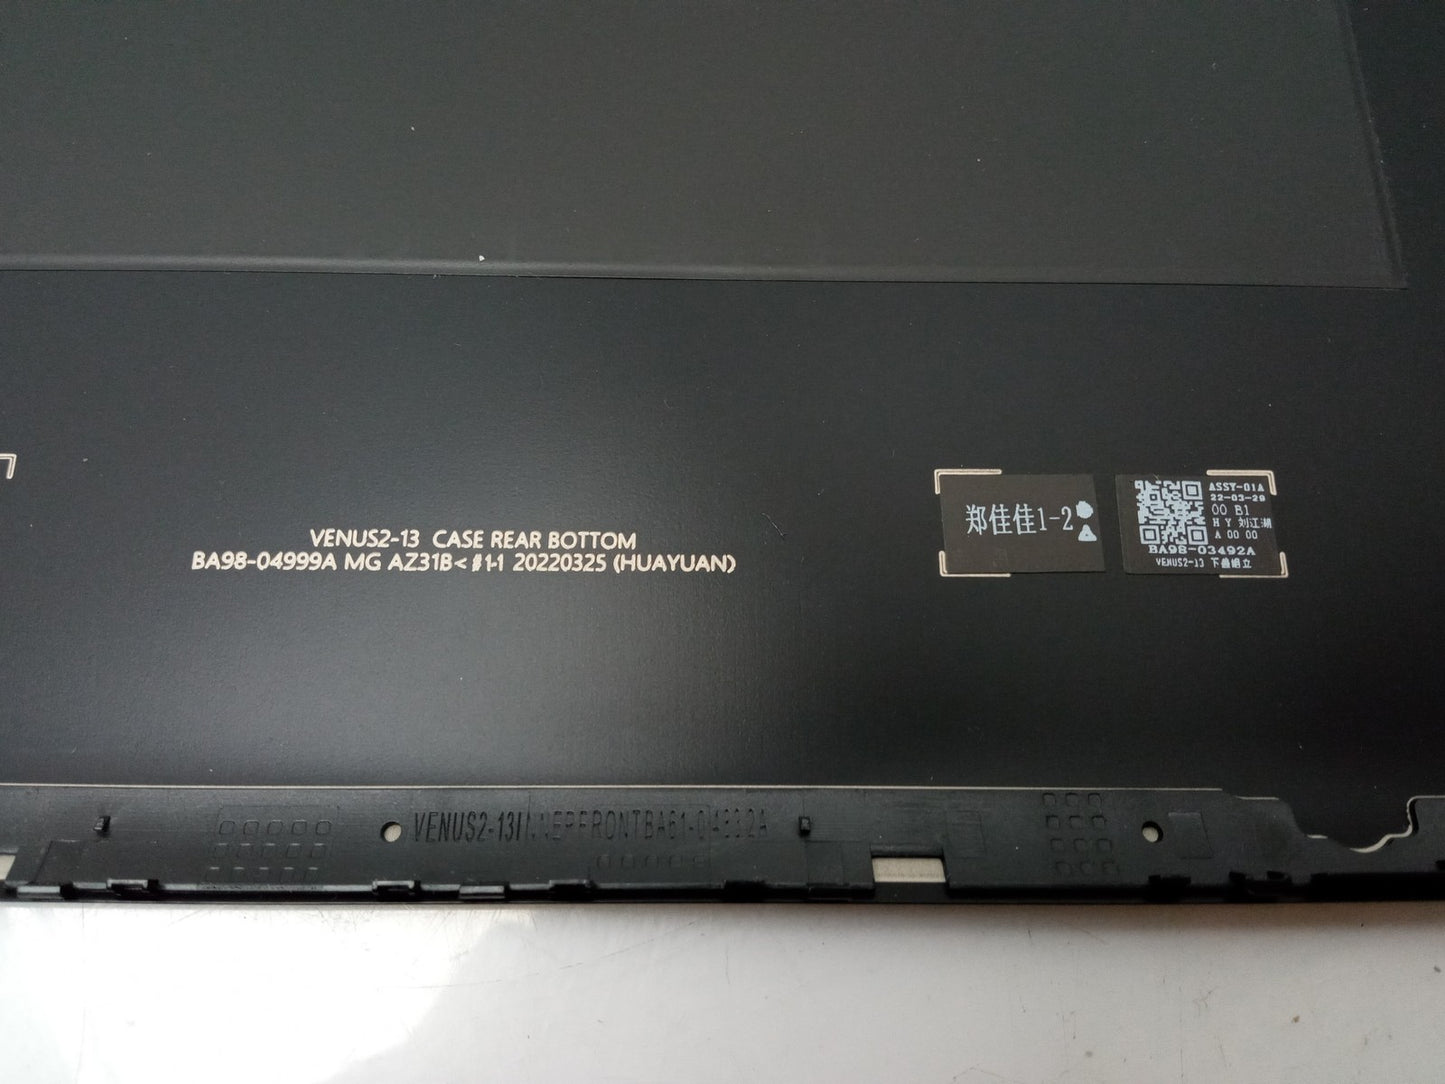 VENUS2-13 CASE REAR BOTTOM
BA98-04999A MG AZ31B< #1-1 20220325 (HUAYUAN)
郑佳佳1-2
ASSY-01A
22-03-29
00 B1
H Y 刘江湖
A 00 00
BA98-03492A
VENUS2-13 下盖组立
VENUS2-13